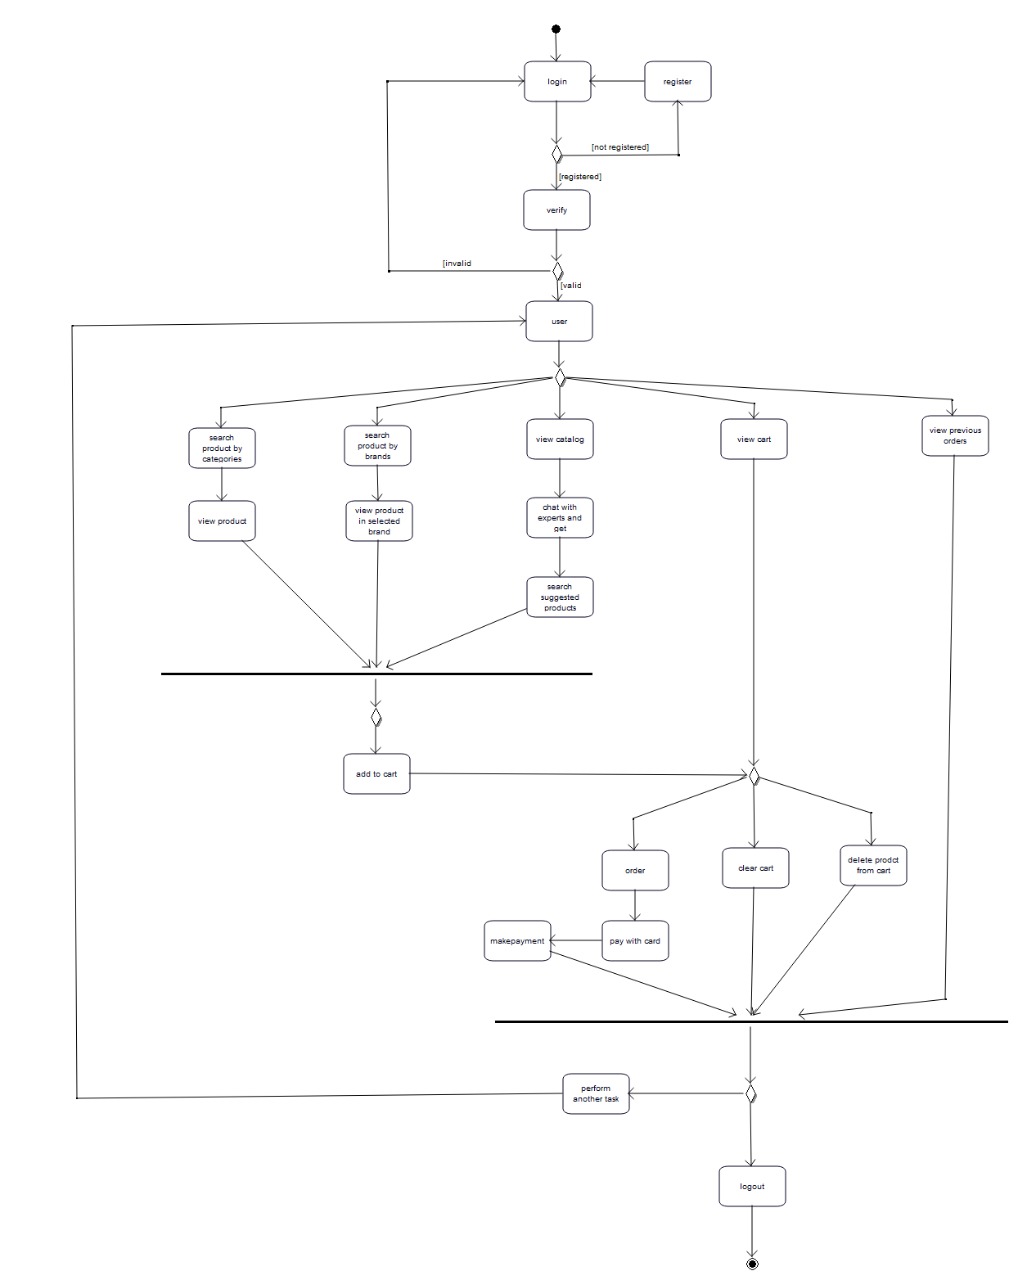 login
register
[not registered]
[registered]
verify
[invalid
[valid
user
search
product by
categories
search
product by
brands
view catalog
view cart
view previous
orders
view product
view product
in selected
brand
chat with
experts and
get
search
suggested
products
add to cart
order
clear cart
delete prodct
from cart
makepayment
pay with card
perform
another task
logout